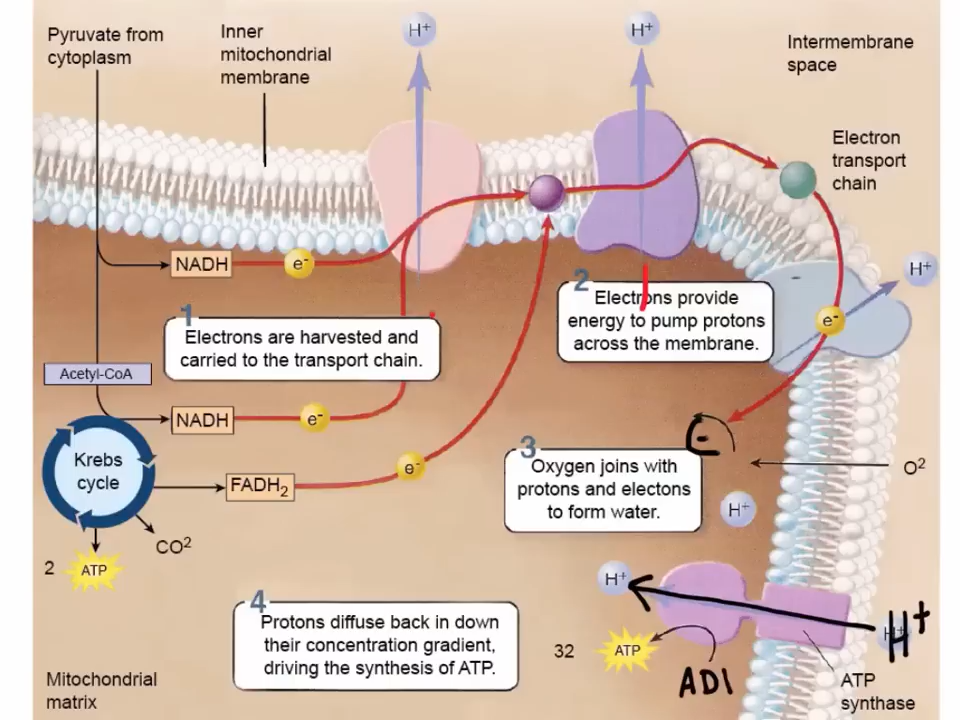 Pyruvate from
cytoplasm
Inner
mitochondrial
membrane
H+
H+
Intermembrane
space
Electron
transport
chain
NADH
e-
H+
1
Electrons are harvested and
carried to the transport chain.
2
Electrons provide
energy to pump protons
across the membrane.
e-
Acetyl-CoA
NADH
e-
Krebs
cycle
FADH2
e-
3
Oxygen joins with
protons and electons
to form water.
O2
H+
CO2
2
ATP
H+
H+
4
Protons diffuse back in down
their concentration gradient,
driving the synthesis of ATP.
32
ATP
ADI
ATP
synthase
Mitochondrial
matrix